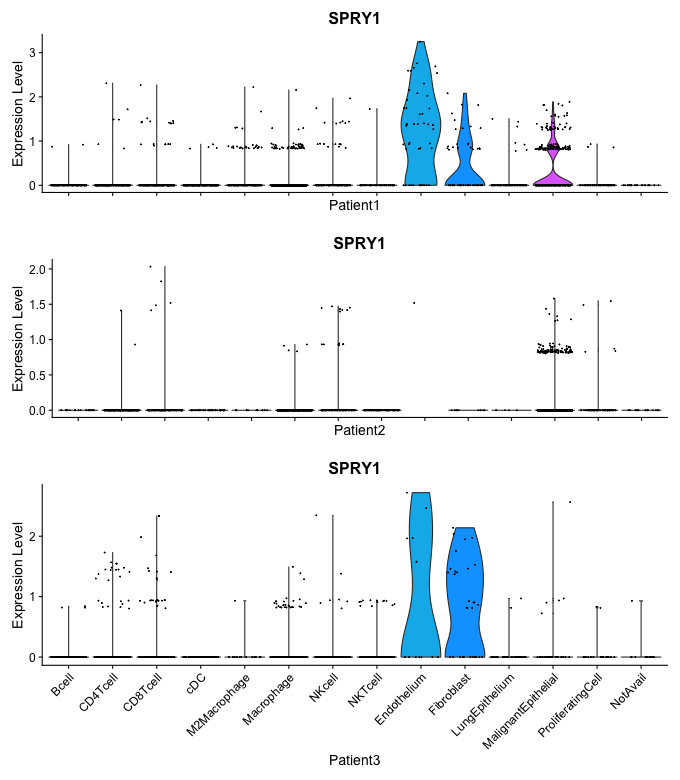 SPRY1
Expression Level
3
2
1
0
Patient1
SPRY1
Expression Level
2.0
1.5
1.0
0.5
0.0
Patient2
SPRY1
Expression Level
2
1
0
Bcell
CD4Tcell
CD8Tcell
cDC
M2Macrophage
Macrophage
NKcell
NKTcell
Endothelium
Fibroblast
LungEpithelium
MalignantEpithelial
ProliferatingCell
NotAvail
Patient3